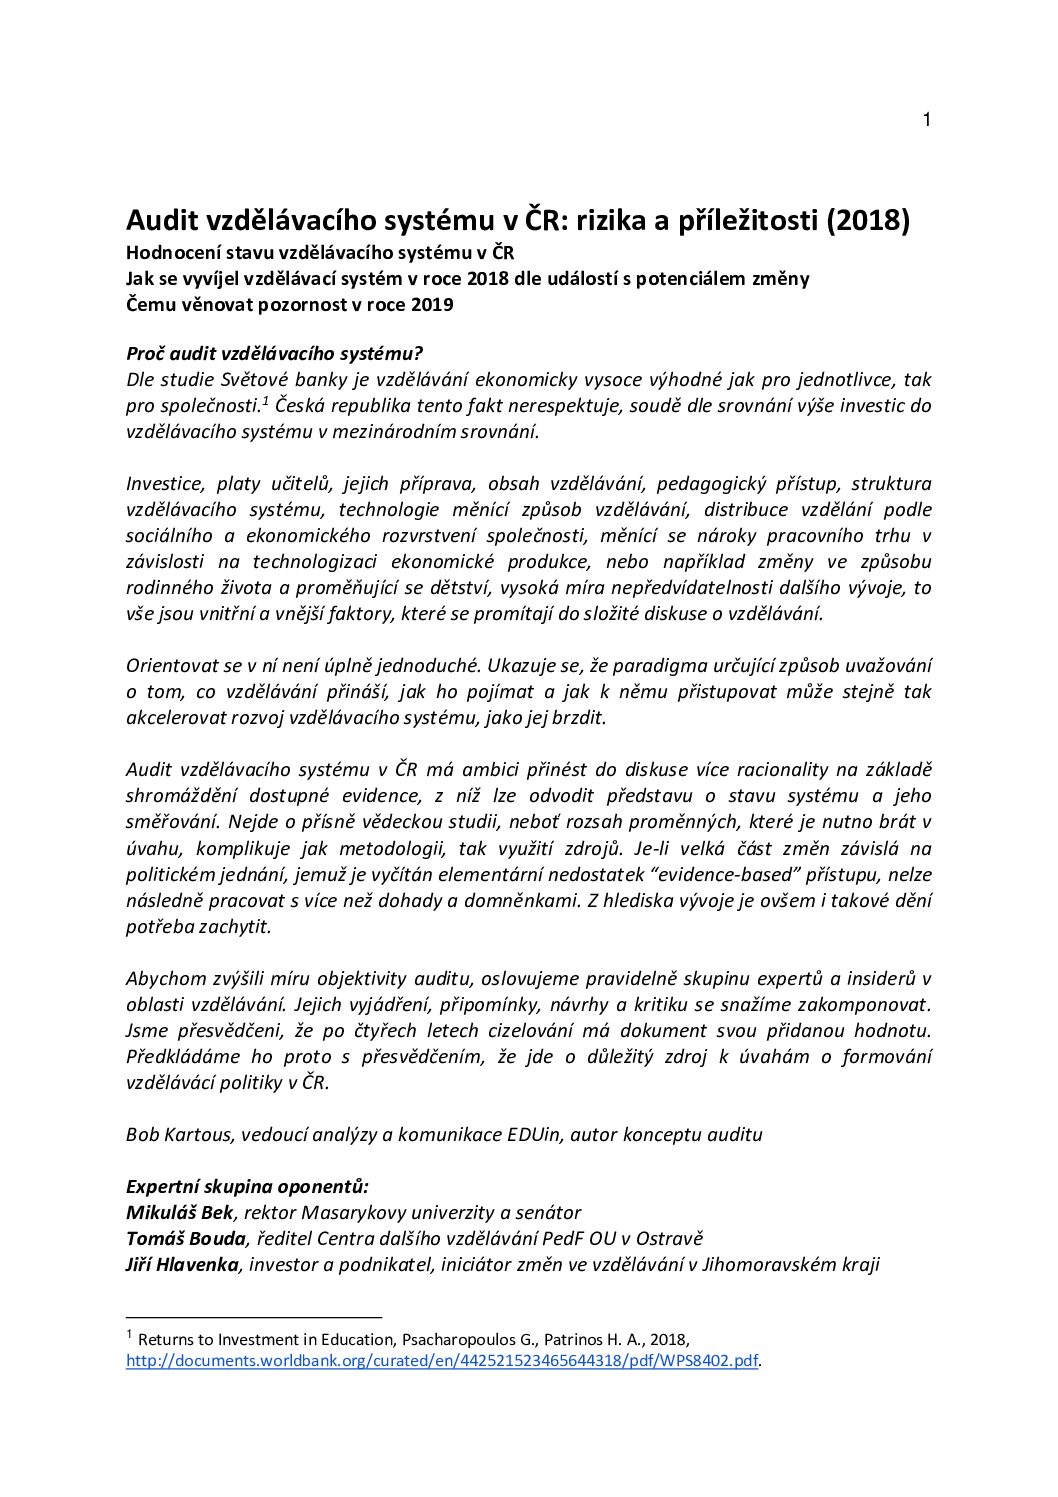 1
Audit vzdělávacího systému v ČR: rizika a příležitosti (2018)
Hodnocení stavu vzdělávacího systému v ČR
Jak se vyvíjel vzdělávací systém v roce 2018 dle událostí s potenciálem změny
Čemu věnovat pozornost v roce 2019
Proč audit vzdělávacího systému?
Dle studie Světové banky je vzdělávání ekonomicky vysoce výhodné jak pro jednotlivce, tak
pro společnosti.1 Česká republika tento fakt nerespektuje, soudě dle srovnání výše investic do
vzdělávacího systému v mezinárodním srovnání.
Investice, platy učitelů, jejich příprava, obsah vzdělávání, pedagogický přístup, struktura
vzdělávacího systému, technologie měnící způsob vzdělávání, distribuce vzdělání podle
sociálního a ekonomického rozvrstvení společnosti, měnící se nároky pracovního trhu v
závislosti na technologizaci ekonomické produkce, nebo například změny ve způsobu
rodinného života a proměňující se dětství, vysoká míra nepředvídatelnosti dalšího vývoje, to
vše jsou vnitřní a vnější faktory, které se promítají do složité diskuse o vzdělávání.
Orientovat se v ní není úplně jednoduché. Ukazuje se, že paradigma určující způsob uvažování
o tom, co vzdělávání přináší, jak ho pojímat a jak k němu přistupovat může stejně tak
akcelerovat rozvoj vzdělávacího systému, jako jej brzdit.
Audit vzdělávacího systému v ČR má ambici přinést do diskuse více racionality na základě
shromáždění dostupné evidence, z níž lze odvodit představu o stavu systému a jeho
směřování. Nejde o přísně vědeckou studii, neboť rozsah proměnných, které je nutno brát v
úvahu, komplikuje jak metodologii, tak využití zdrojů. Je-li velká část změn závislá na
politickém jednání, jemuž je vyčítán elementární nedostatek “evidence-based” přístupu, nelze
následně pracovat s více než dohady a domněnkami. Z hlediska vývoje je ovšem i takové dění
potřeba zachytit.
Abychom zvýšili míru objektivity auditu, oslovujeme pravidelně skupinu expertů a insiderů v
oblasti vzdělávání. Jejich vyjádření, připomínky, návrhy a kritiku se snažíme zakomponovat.
Jsme přesvědčeni, že po čtyřech letech cizelování má dokument svou přidanou hodnotu.
Předkládáme ho proto s přesvědčením, že jde o důležitý zdroj k úvahám o formování
vzdělávácí politiky v ČR.
Bob Kartous, vedoucí analýzy a komunikace EDUin, autor konceptu auditu
Expertní skupina oponentů:
Mikuláš Bek, rektor Masarykovy univerzity a senátor
Tomáš Bouda, ředitel Centra dalšího vzdělávání PedF OU v Ostravě
Jiří Hlavenka, investor a podnikatel, iniciátor změn ve vzdělávání v Jihomoravském kraji
1 Returns to Investment in Education, Psacharopoulos G., Patrinos H. A., 2018,
http://documents.worldbank.org/curated/en/442521523465644318/pdf/WPS8402.pdf.